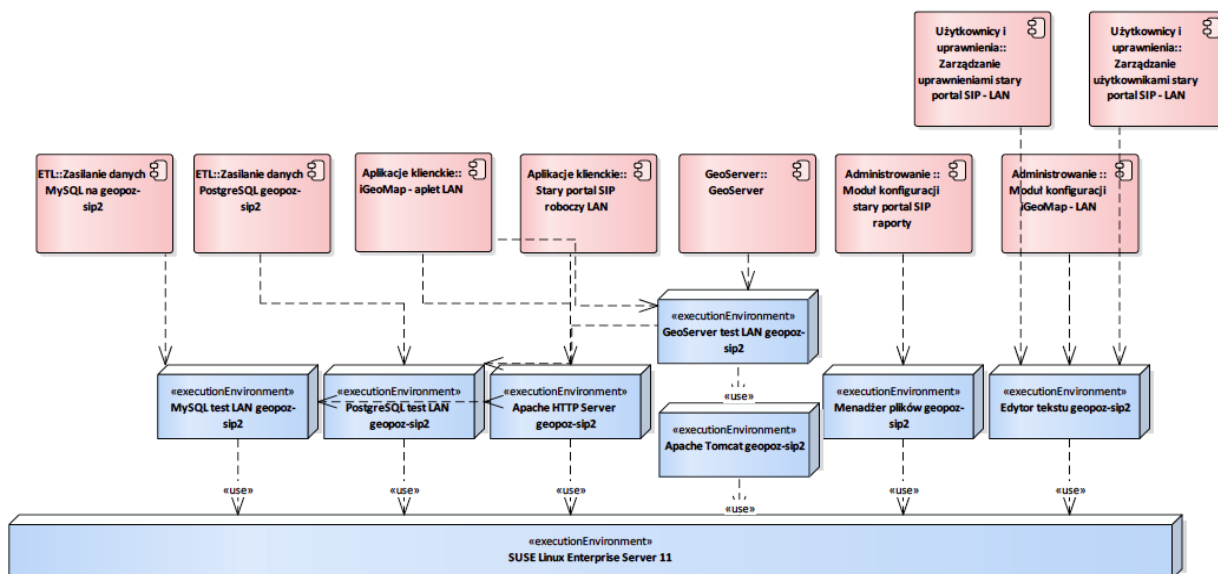 Użytkownicy i
uprawnienia::
Zarządzanie
uprawnieniami stary
portal SIP - LAN
Użytkownicy i
uprawnienia::
Zarządzanie
użytkownikami stary
portal SIP - LAN
ETL::Zasilanie danych
MySQL na geopoz-
sip2
ETL::Zasilanie danych
PostgreSQL geopoz-
sip2
Aplikacje klienckie::
iGeoMap - aplet LAN
Aplikacje klienckie::
Stary portal SIP
roboczy LAN
GeoServer::
GeoServer
Administrowanie ::
Moduł konfiguracji
stary portal SIP
raporty
Administrowanie ::
Moduł konfiguracji
iGeoMap - LAN
«executionEnvironment»
GeoServer test LAN geopoz-
sip2
«executionEnvironment»
MySQL test LAN geopoz-
sip2
«executionEnvironment»
PostgreSQL test LAN
geopoz-sip2
«executionEnvironment»
Apache HTTP Server
geopoz-sip2
«use»
«executionEnvironment»
Apache Tomcat geopoz-sip2
«executionEnvironment»
Menadżer plików geopoz-
sip2
«executionEnvironment»
Edytor tekstu geopoz-sip2
«use»
«use»
«use»
«use»
«use»
«use»
«executionEnvironment»
SUSE Linux Enterprise Server 11